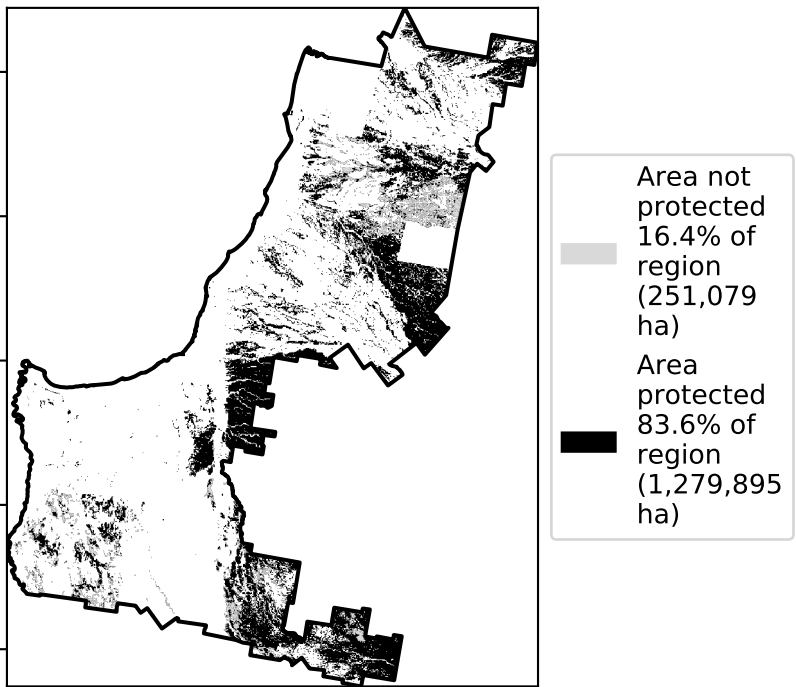 Area not
protected
16.4% of
region
(251,079
ha)
Area
protected
83.6% of
region
(1,279,895
ha)